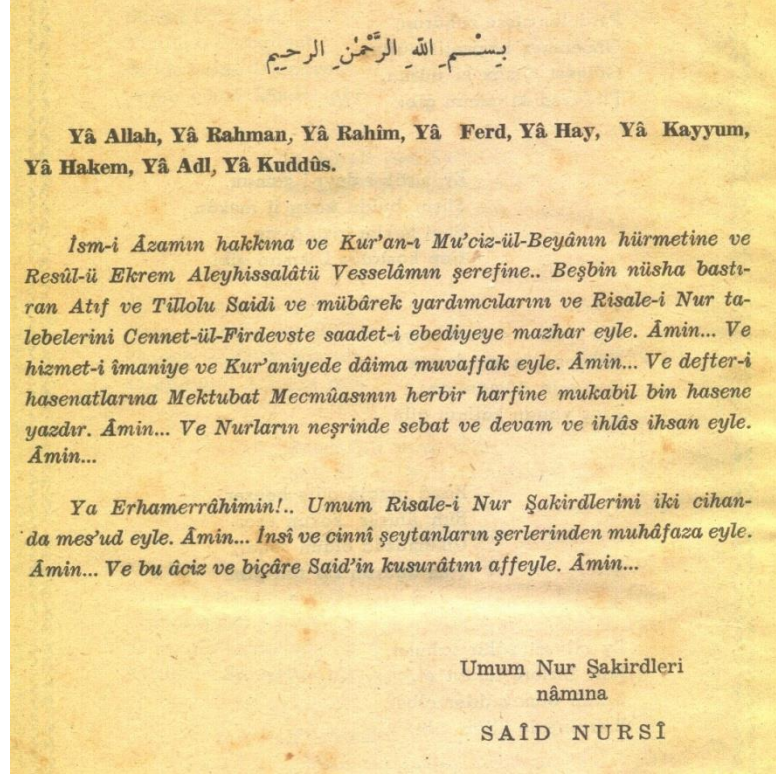 بِسْمِ اللّٰهِ الرَّحْمٰنِ الرَّحِيمِ
Yâ Allah, Yâ Rahman, Yâ Rahîm, Yâ Ferd, Yâ Hay, Yâ Kayyum,
Yâ Hakem, Yâ Adl, Yâ Kuddûs.
İsm-i Âzamın hakkına ve Kur'an-ı Mu'ciz-ül-Beyânın hürmetine ve
Resûl-ü Ekrem Aleyhissalâtü Vesselâmın şerefine.. Beşbin nüsha bastı-
ran Atıf ve Tillolu Saidi ve mübârek yardımcılarını ve Risale-i Nur ta-
lebelerini Cennet-ül-Firdevste saadet-i ebediyeye mazhar eyle. Âmin... Ve
hizmet-i îmaniye ve Kur'aniyede dâima muvaffak eyle. Âmin... Ve defter-i
hasenatlarına Mektubat Mecmûasının herbir harfine mukabil bin hasene
yazdır. Âmin... Ve Nurların neşrinde sebat ve devam ve ihlâs ihsan eyle.
Âmin...
Ya Erhamerrâhimin!.. Umum Risale-i Nur Şakirdlerini iki cihan-
da mes'ud eyle. Âmin... İnsî ve cinnî şeytanların şerlerinden muhâfaza eyle.
Âmin... Ve bu âciz ve biçâre Said'in kusurâtını affeyle. Âmin...
Umum Nur Şakirdleri
nâmına
SAÎD NURSÎ